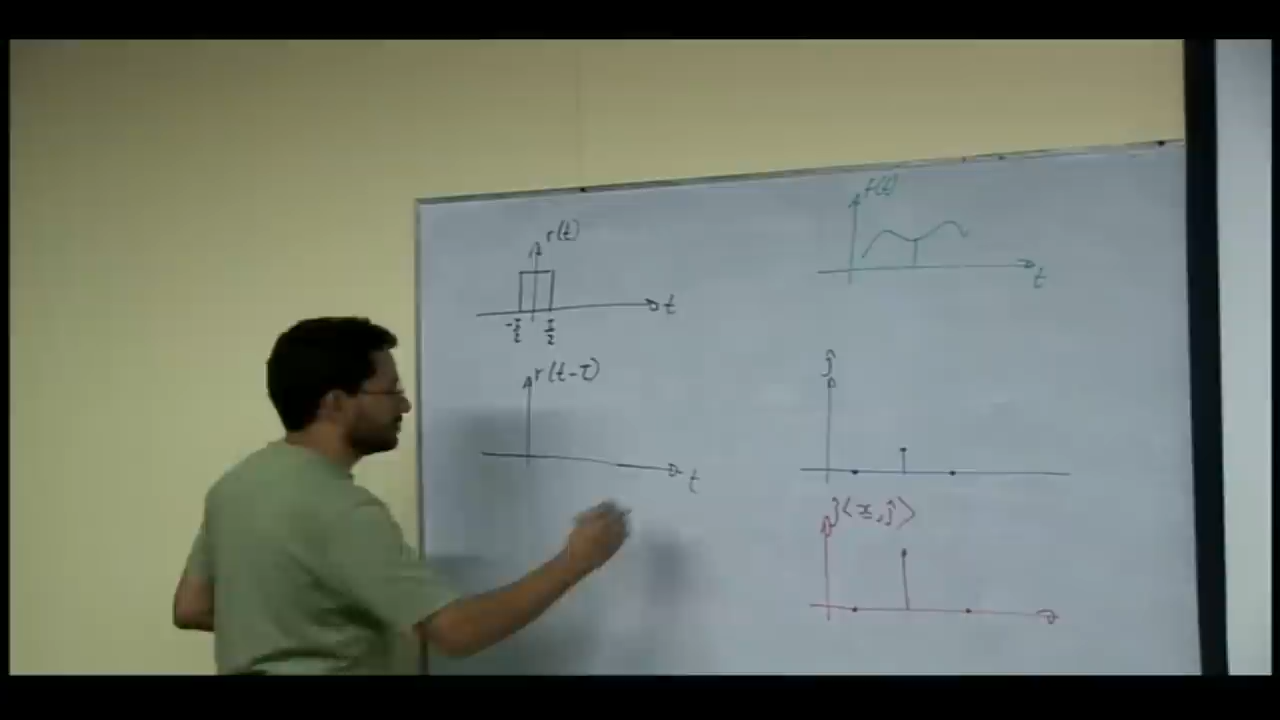 r(t)
t
-T/2 T/2
r(t-τ)
t
f(t)
t
ĵ
ĵ⟨x, ĵ⟩